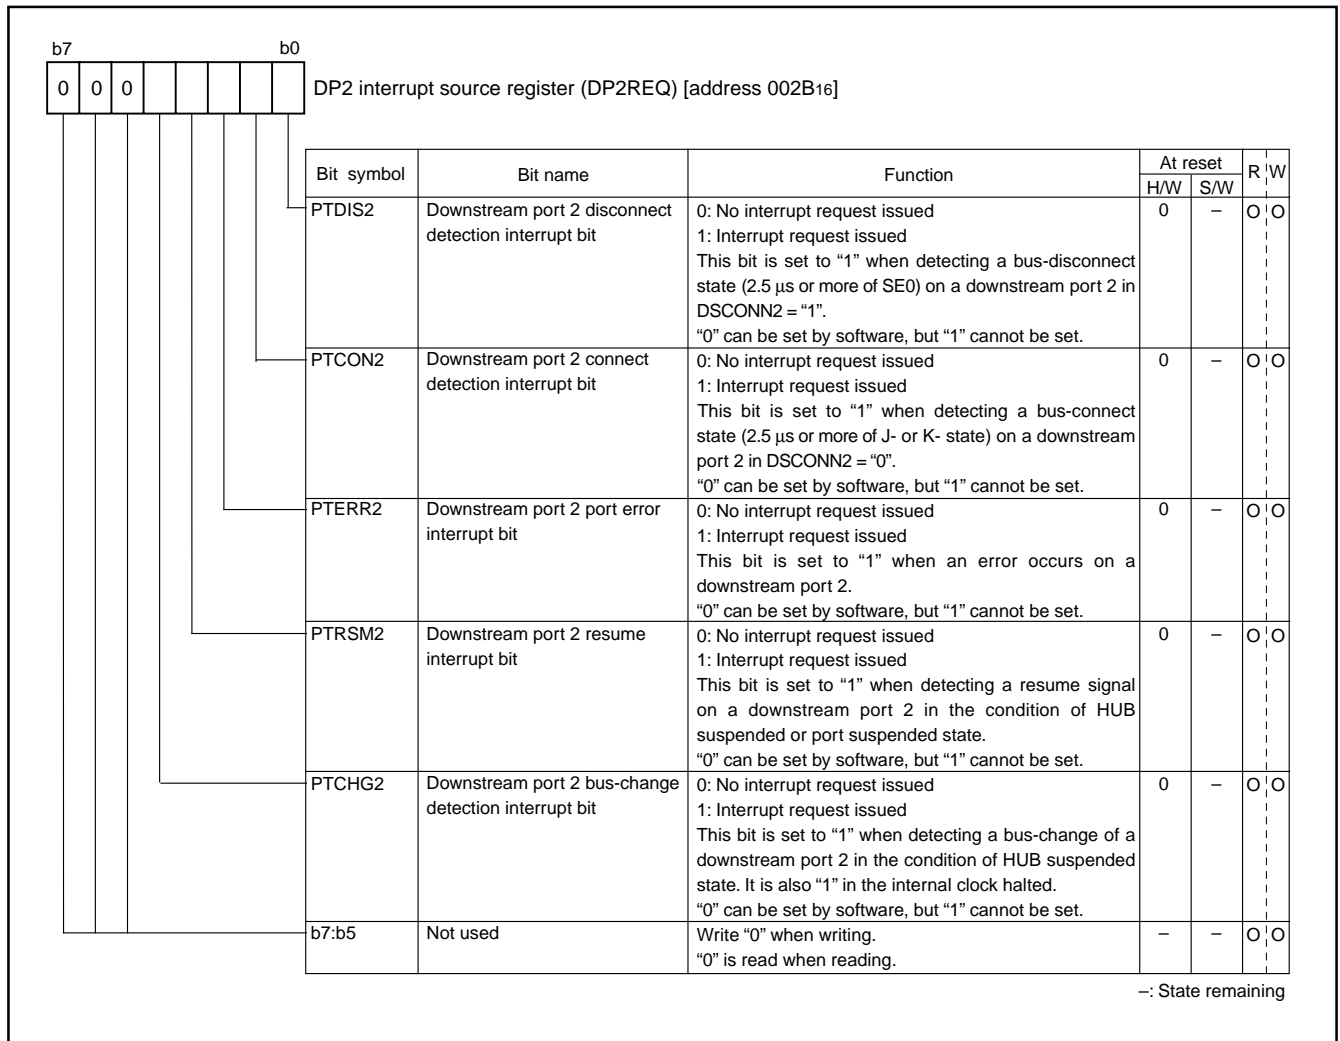 b7 b0
0 0 0 DP2 interrupt source register (DP2REQ) [address 002B16]
Bit symbol Bit name Function At reset R W
H/W S/W
PTDIS2 Downstream port 2 disconnect 0: No interrupt request issued 0 – O O
detection interrupt bit 1: Interrupt request issued
This bit is set to “1” when detecting a bus-disconnect
state (2.5 μs or more of SE0) on a downstream port 2 in
DSCONN2 = “1”.
“0” can be set by software, but “1” cannot be set.
PTCON2 Downstream port 2 connect 0: No interrupt request issued 0 – O O
detection interrupt bit 1: Interrupt request issued
This bit is set to “1” when detecting a bus-connect
state (2.5 μs or more of J- or K- state) on a downstream
port 2 in DSCONN2 = “0”.
“0” can be set by software, but “1” cannot be set.
PTERR2 Downstream port 2 port error 0: No interrupt request issued 0 – O O
interrupt bit 1: Interrupt request issued
This bit is set to “1” when an error occurs on a
downstream port 2.
“0” can be set by software, but “1” cannot be set.
PTRSM2 Downstream port 2 resume 0: No interrupt request issued 0 – O O
interrupt bit 1: Interrupt request issued
This bit is set to “1” when detecting a resume signal
on a downstream port 2 in the condition of HUB
suspended or port suspended state.
“0” can be set by software, but “1” cannot be set.
PTCHG2 Downstream port 2 bus-change 0: No interrupt request issued 0 – O O
detection interrupt bit 1: Interrupt request issued
This bit is set to “1” when detecting a bus-change of a
downstream port 2 in the condition of HUB suspended
state. It is also “1” in the internal clock halted.
“0” can be set by software, but “1” cannot be set.
b7:b5 Not used Write “0” when writing. – – O O
“0” is read when reading.
–: State remaining